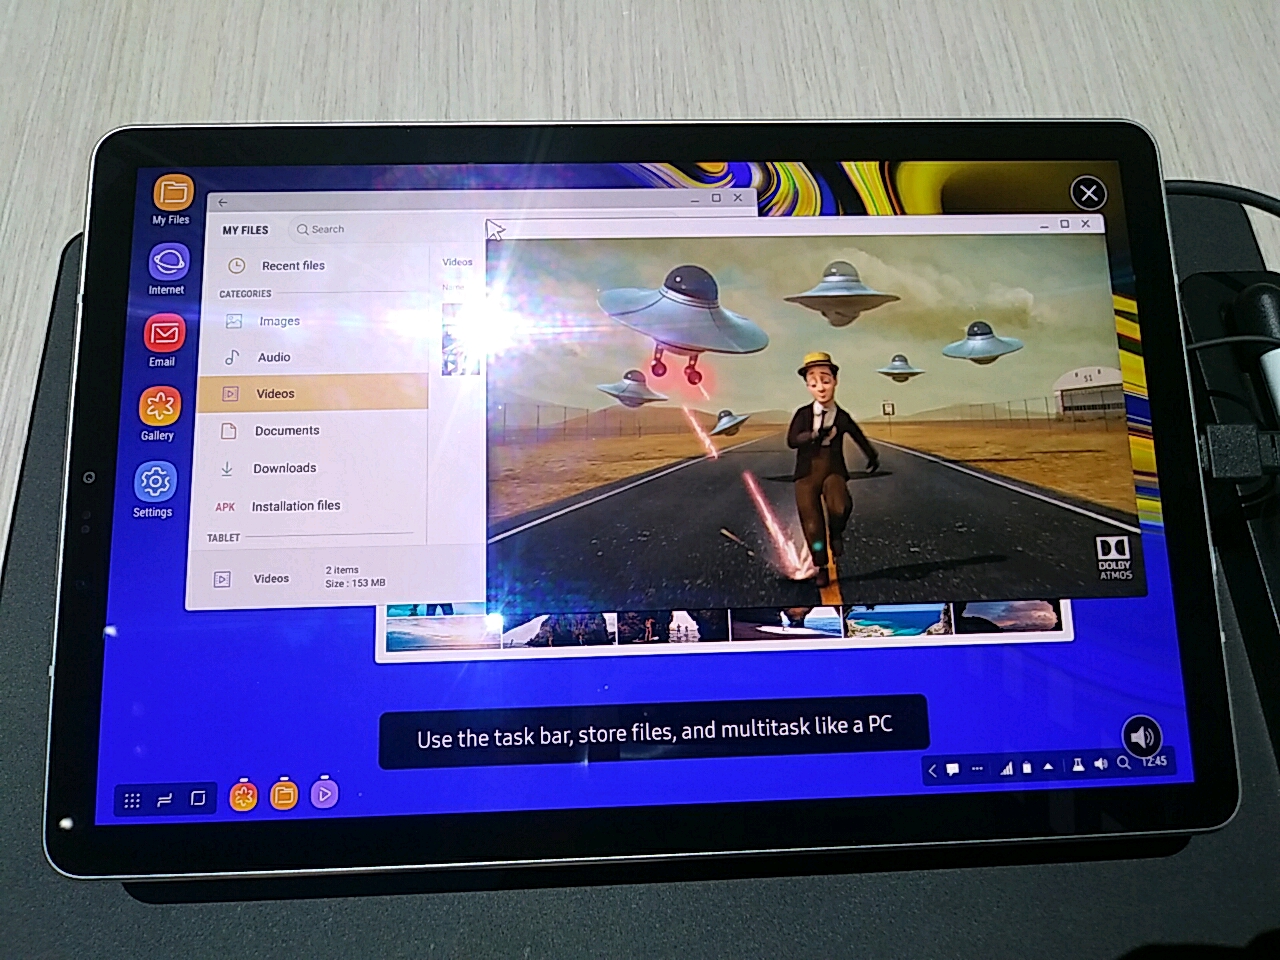 My Files
Internet
Email
Gallery
Settings
MY FILES
Search
Recent files
CATEGORIES
Images
Audio
Videos
Documents
Downloads
APK Installation files
TABLET
Videos
2 items
Size : 153 MB
Videos
Name
51
DOLBY
ATMOS
Use the task bar, store files, and multitask like a PC
12:45